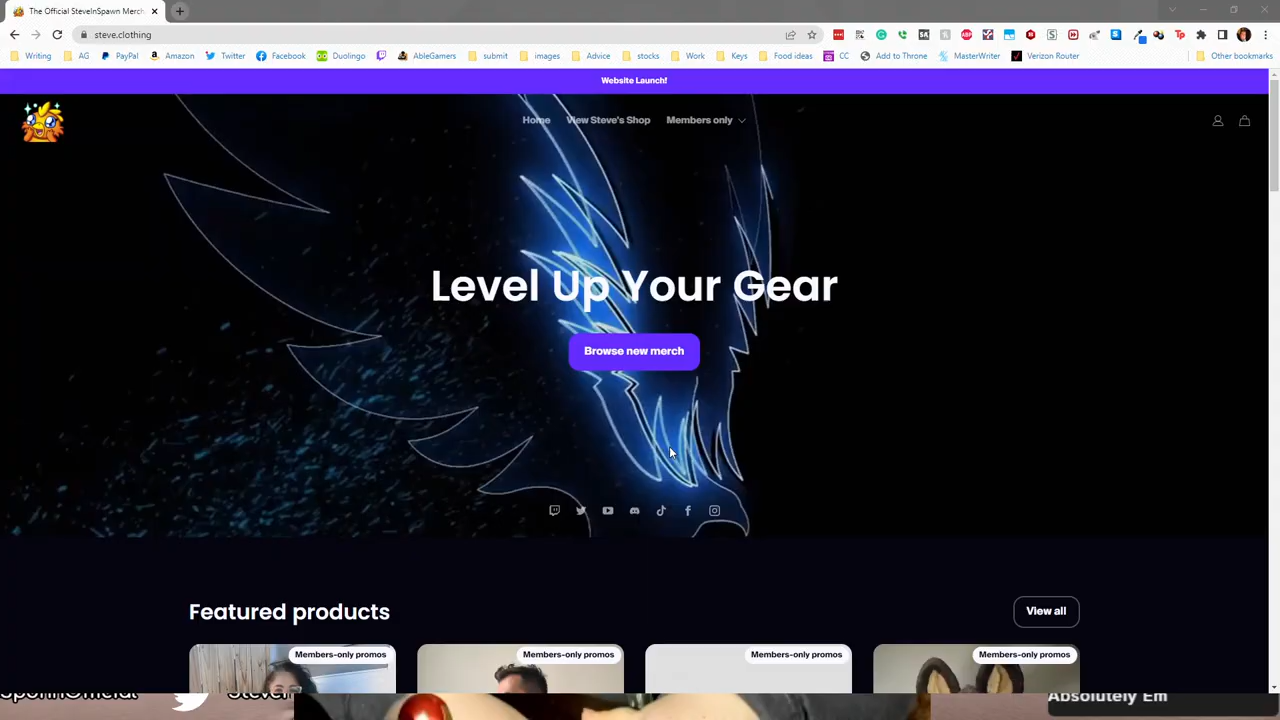 The Official SteveInSpawn Merch
steve.clothing
Writing AG PayPal Amazon Twitter Facebook Duolingo AbleGamers submit images Advice stocks Work Keys Food ideas CC Add to Throne MasterWriter Verizon Router Other bookmarks
Website Launch!
Home View Steve's Shop Members only
Level Up Your Gear
Browse new merch
Featured products
View all
Members-only promos Members-only promos Members-only promos Members-only promos
Absolutely Em